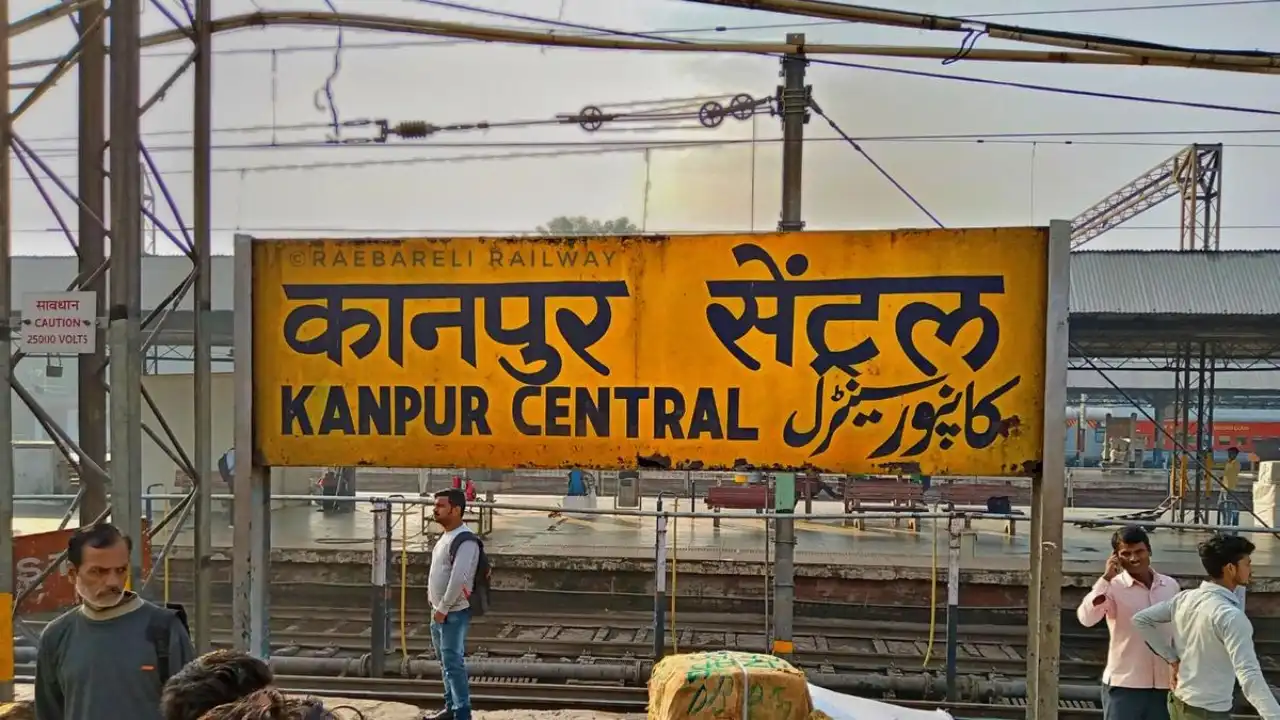 ©RAEBARELI RAILWAY
कानपुर सेंट्रल
KANPUR CENTRAL کانپور سینٹرل
सावधान
CAUTION
25000 VOLTS